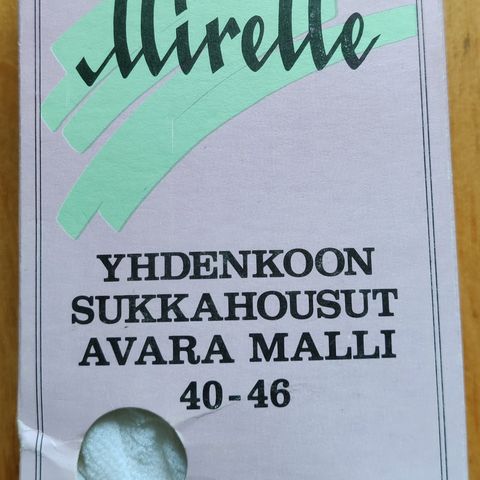 Mirelle
YHDENKOON
SUKKAHOUSUT
AVARA MALLI
40-46